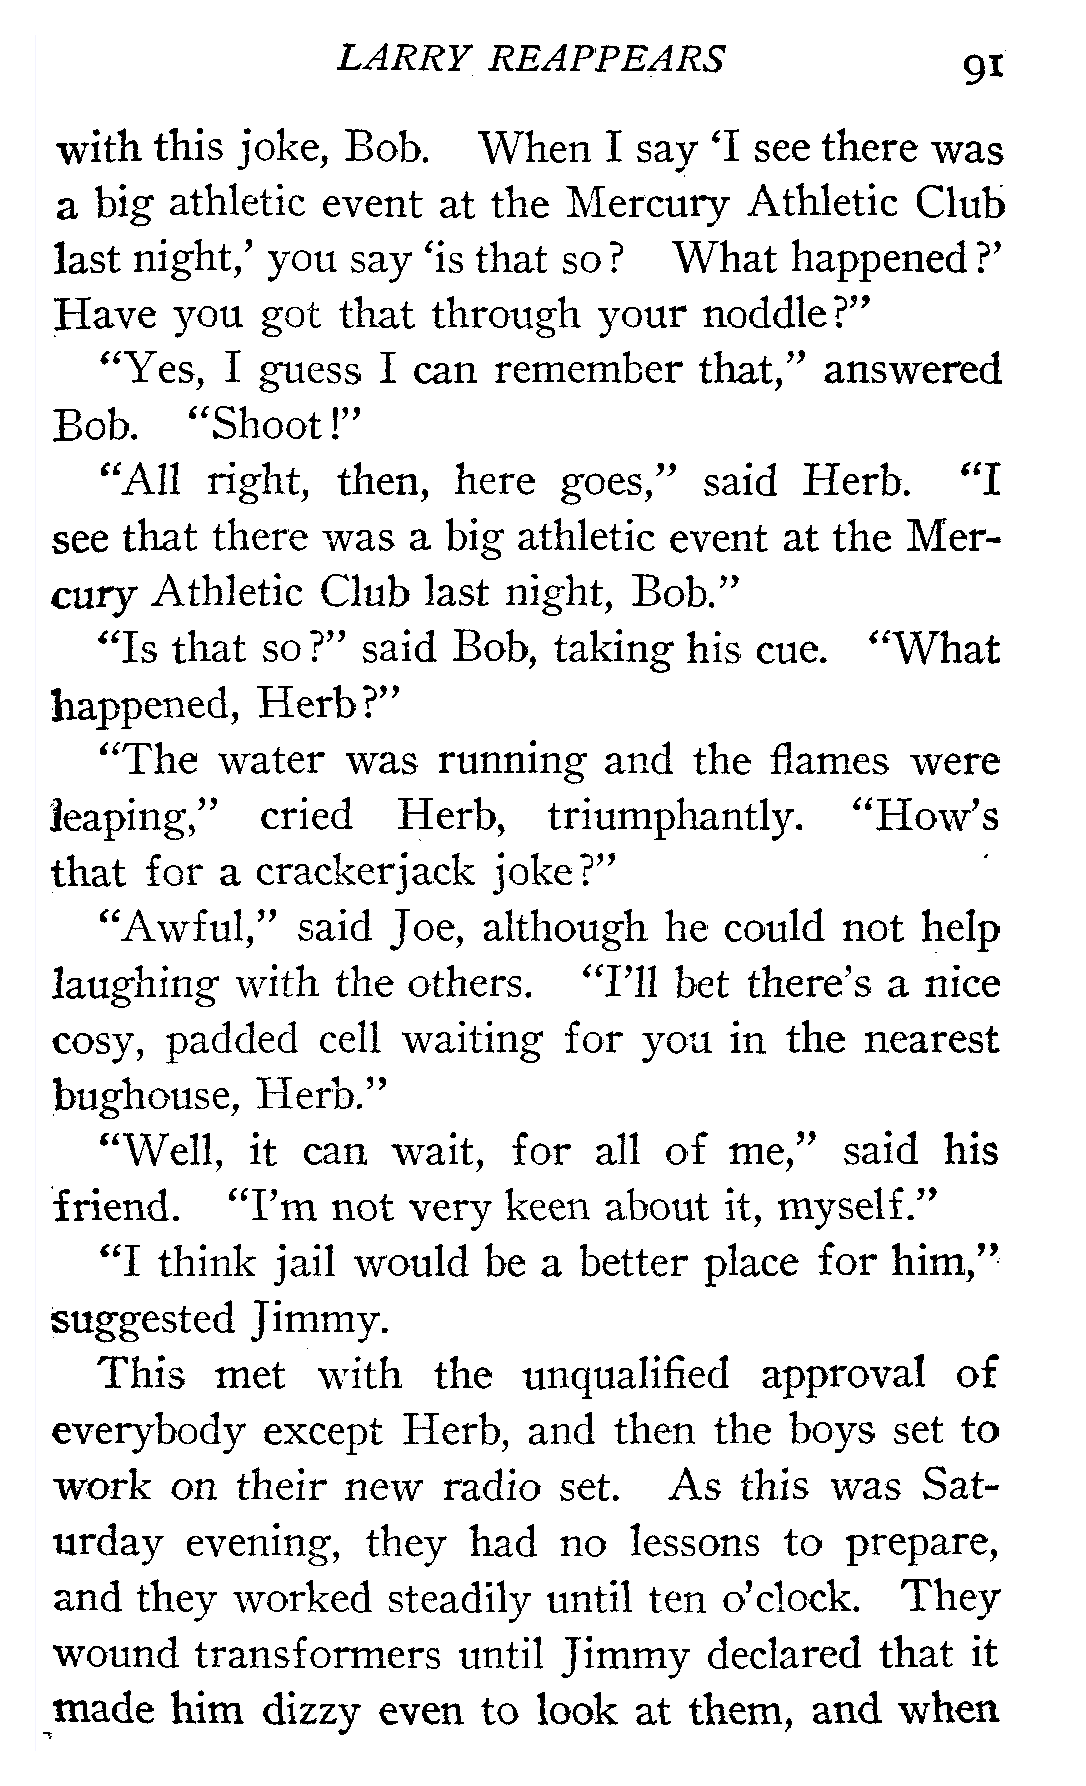 LARRY REAPPEARS 91
with this joke, Bob. When I say ‘I see there was
a big athletic event at the Mercury Athletic Club
last night,’ you say ‘is that so? What happened?’
Have you got that through your noddle?”
“Yes, I guess I can remember that,” answered
Bob. “Shoot!”
“All right, then, here goes,” said Herb. “I
see that there was a big athletic event at the Mer-
cury Athletic Club last night, Bob.”
“Is that so?” said Bob, taking his cue. “What
happened, Herb?”
“The water was running and the flames were
leaping,” cried Herb, triumphantly. “How’s
that for a crackerjack joke?”
“Awful,” said Joe, although he could not help
laughing with the others. “I’ll bet there’s a nice
cosy, padded cell waiting for you in the nearest
bughouse, Herb.”
“Well, it can wait, for all of me,” said his
friend. “I’m not very keen about it, myself.”
“I think jail would be a better place for him,”
suggested Jimmy.
This met with the unqualified approval of
everybody except Herb, and then the boys set to
work on their new radio set. As this was Sat-
urday evening, they had no lessons to prepare,
and they worked steadily until ten o’clock. They
wound transformers until Jimmy declared that it
made him dizzy even to look at them, and when